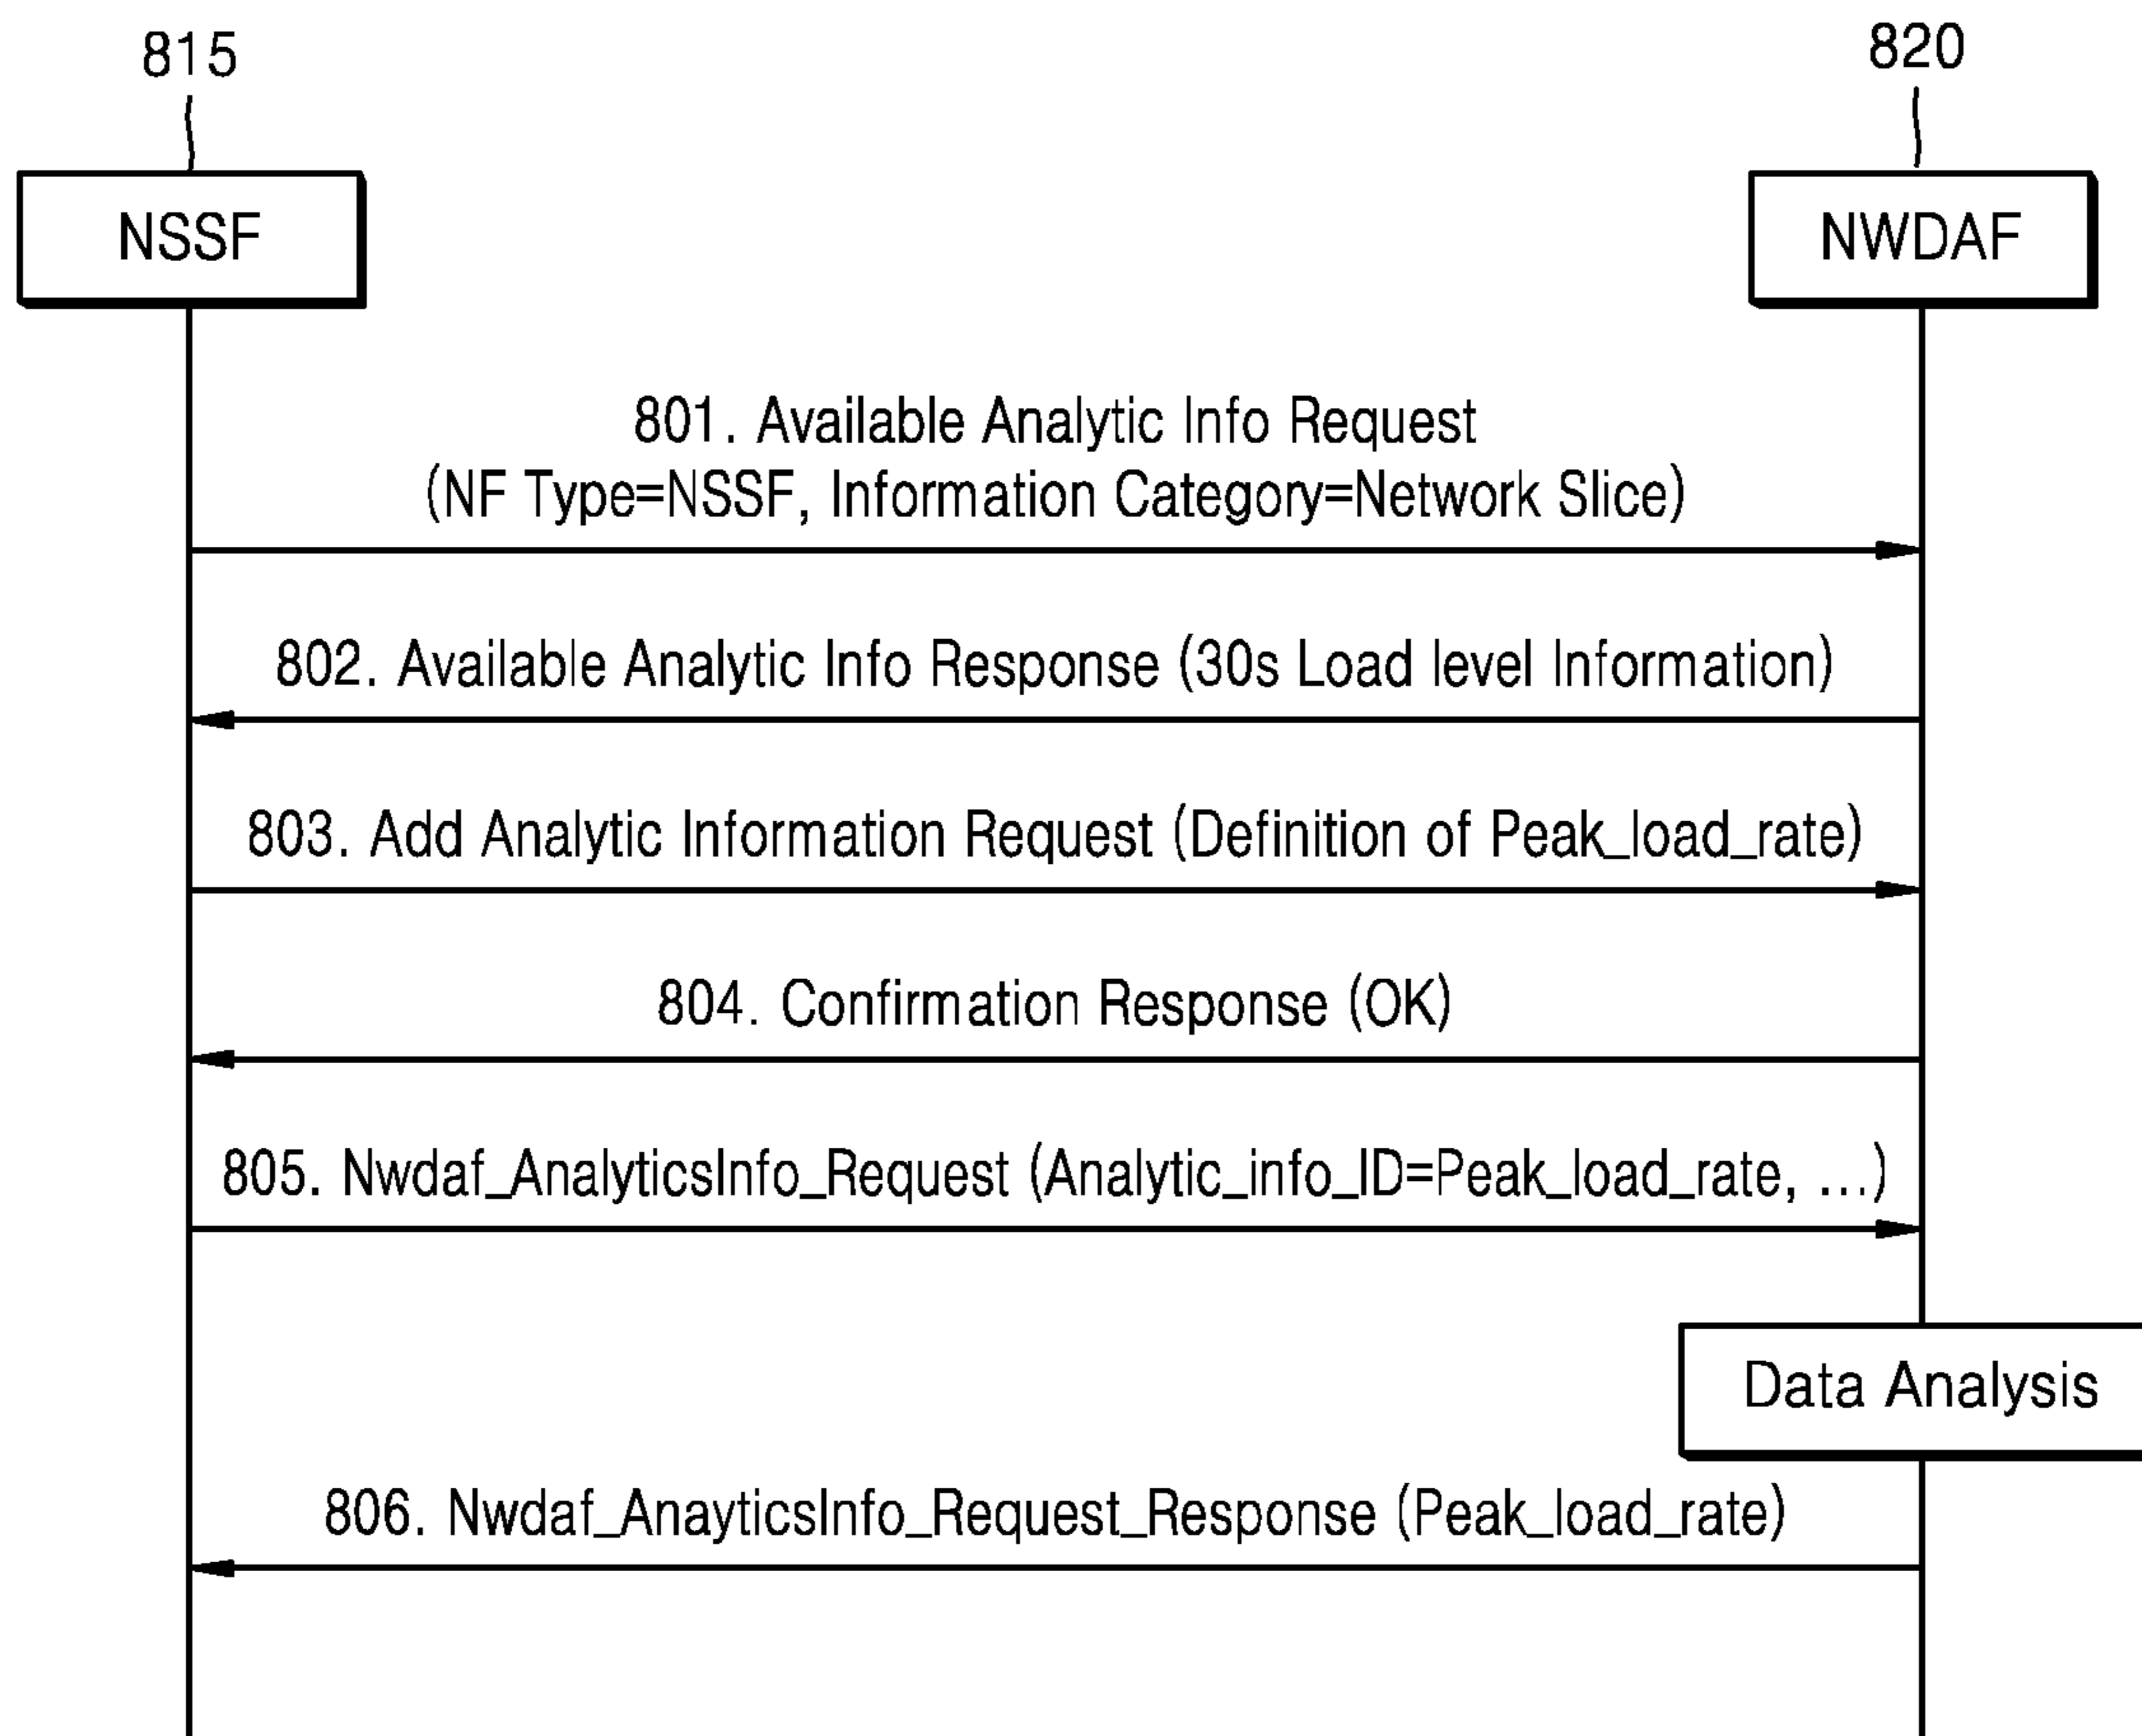 815
820
NSSF
NWDAF
801. Available Analytic Info Request
(NF Type=NSSF, Information Category=Network Slice)
802. Available Analytic Info Response (30s Load level Information)
803. Add Analytic Information Request (Definition of Peak_load_rate)
804. Confirmation Response (OK)
805. Nwdaf_AnalyticsInfo_Request (Analytic_info_ID=Peak_load_rate, ...)
Data Analysis
806. Nwdaf_AnayticsInfo_Request_Response (Peak_load_rate)